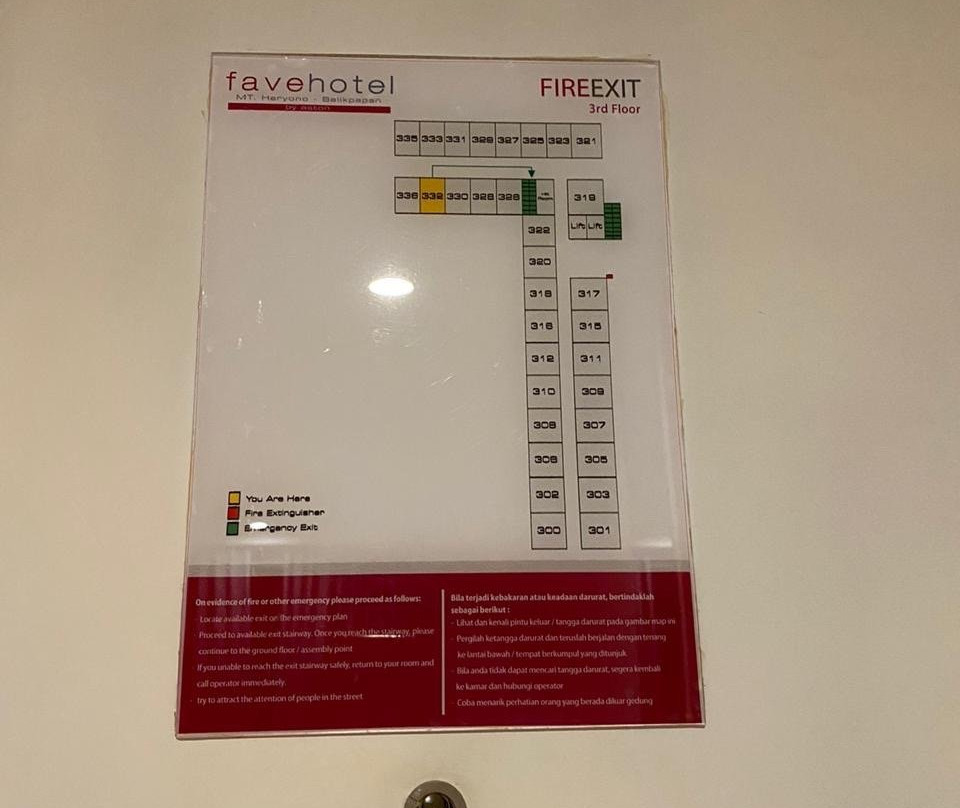 favehotel
MT. Haryono - Balikpapan
by aston
FIREEXIT
3rd Floor
335 333 331 329 327 325 323 321
336 332 330 328 326 319
Lift Lift
322
320
318 317
316 315
312 311
310 309
308 307
306 305
302 303
300 301
You Are Here
Fire Extinguisher
Emergency Exit
On evidence of fire or other emergency please proceed as follows:
- Locate available exit on the emergency plan
- Proceed to available exit stairway. Once you reach the stairway, please
continue to the ground floor / assembly point
- If you unable to reach the exit stairway safely, return to your room and
call operator immediately.
- try to attract the attention of people in the street
Bila terjadi kebakaran atau keadaan darurat, bertindaklah
sebagai berikut :
- Lihat dan kenali pintu keluar / tangga darurat pada gambar map ini
- Pergilah ketangga darurat dan teruslah berjalan dengan tenang
ke lantai bawah / tempat berkumpul yang ditunjuk
- Bila anda tidak dapat mencari tangga darurat, segera kembali
ke kamar dan hubungi operator
- Coba menarik perhatian orang yang berada diluar gedung